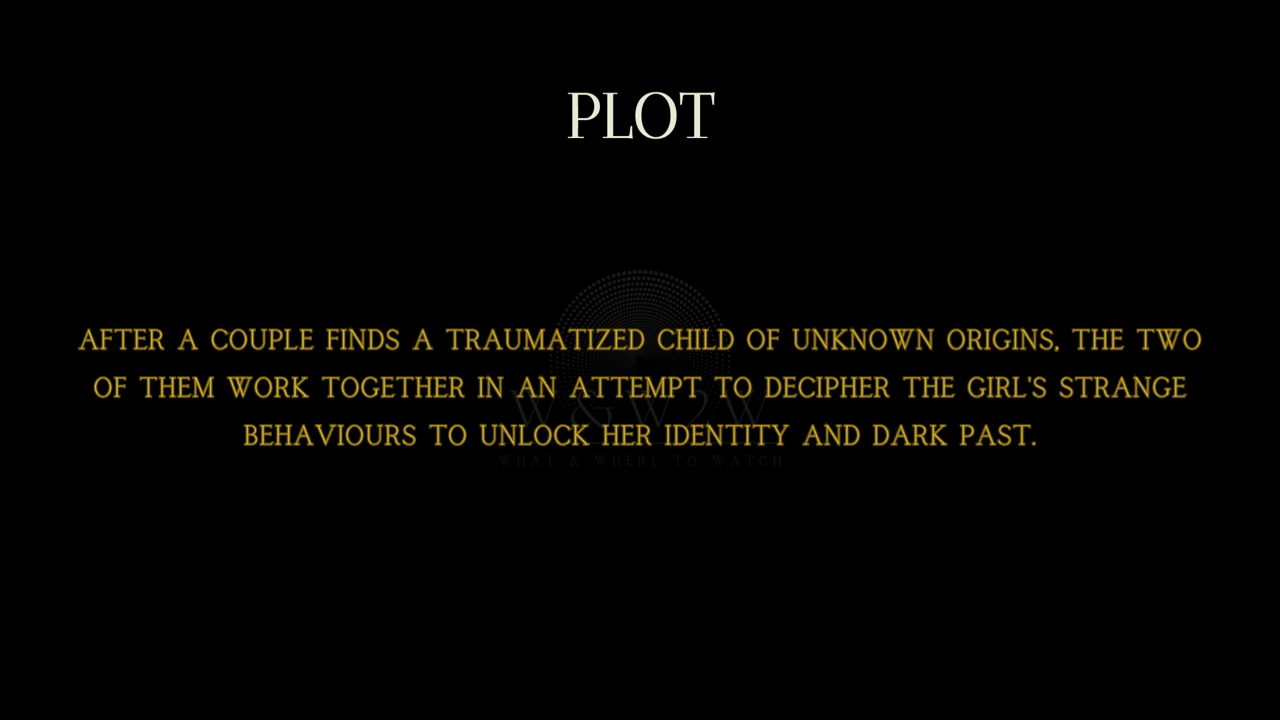 PLOT
AFTER A COUPLE FINDS A TRAUMATIZED CHILD OF UNKNOWN ORIGINS, THE TWO
OF THEM WORK TOGETHER IN AN ATTEMPT TO DECIPHER THE GIRL'S STRANGE
W&W2W
BEHAVIOURS TO UNLOCK HER IDENTITY AND DARK PAST.
WHAT & WHERE TO WATCH